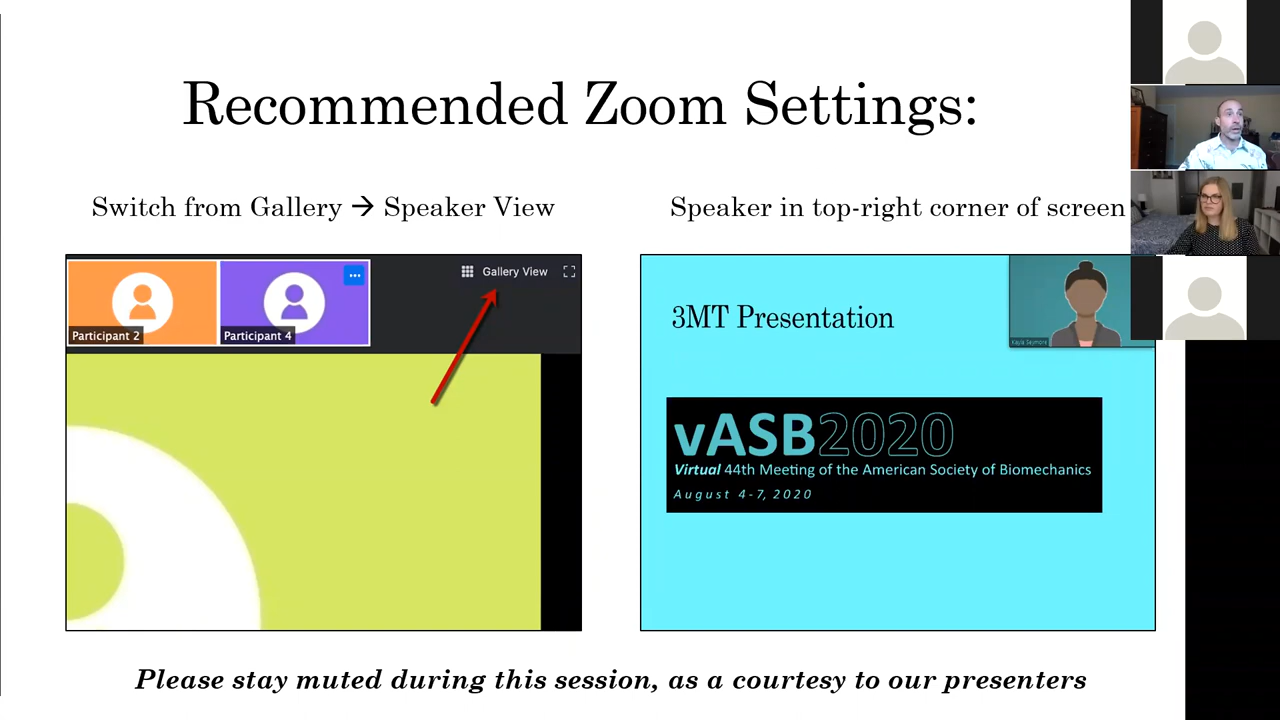 Recommended Zoom Settings:
Switch from Gallery → Speaker View
Speaker in top-right corner of screen
Gallery View
Participant 2
Participant 4
3MT Presentation
Kayla Seymore
vASB2020
Virtual 44th Meeting of the American Society of Biomechanics
August 4-7, 2020
Please stay muted during this session, as a courtesy to our presenters